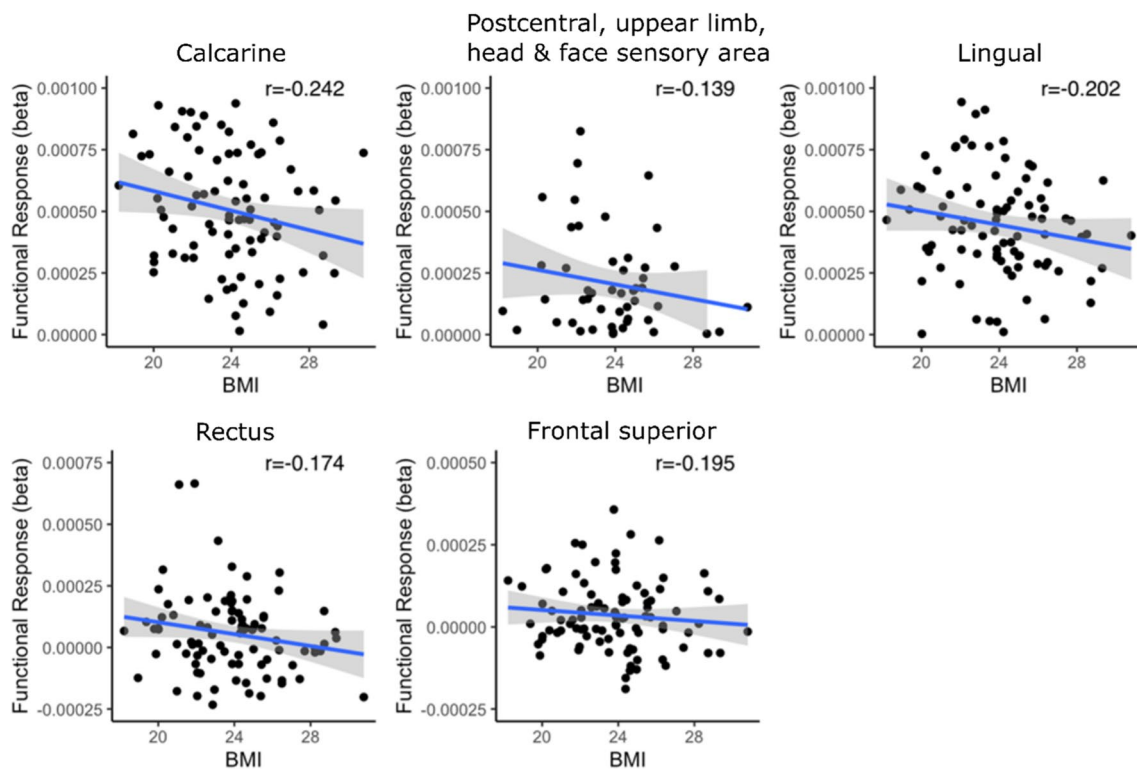 Postcentral, uppear limb,
Calcarine
head & face sensory area
Lingual
r=-0.242
r=-0.139
r=-0.202
Functional Response (beta)
0.00100
0.00075
0.00050
0.00025
0.00000
20 24 28
BMI
Functional Response (beta)
0.00100
0.00075
0.00050
0.00025
0.00000
20 24 28
BMI
Functional Response (beta)
0.00100
0.00075
0.00050
0.00025
0.00000
20 24 28
BMI
Rectus
r=-0.174
Functional Response (beta)
0.00075
0.00050
0.00025
0.00000
-0.00025
20 24 28
BMI
Frontal superior
r=-0.195
Functional Response (beta)
0.00050
0.00025
0.00000
-0.00025
20 24 28
BMI